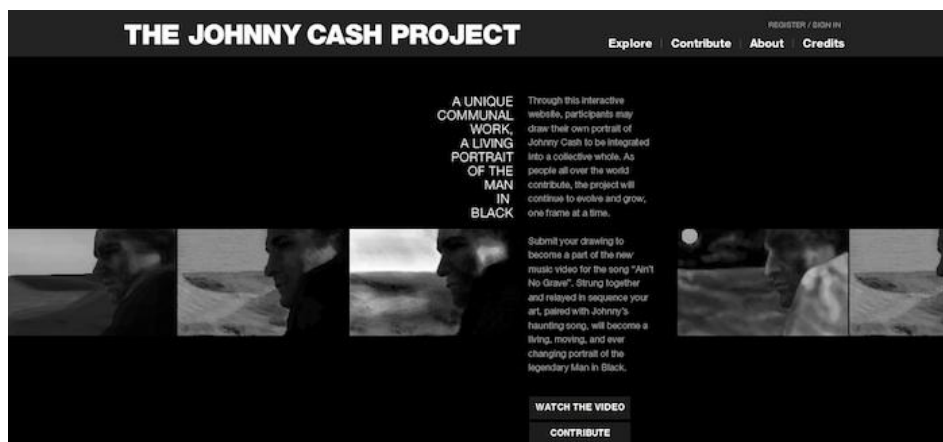 THE JOHNNY CASH PROJECT
REGISTER / SIGN IN
Explore | Contribute | About | Credits
A UNIQUE
COMMUNAL
WORK,
A LIVING
PORTRAIT
OF THE
MAN
IN
BLACK
Through this interactive
website, participants may
draw their own portrait of
Johnny Cash to be integrated
into a collective whole. As
people all over the world
contribute, the project will
continue to evolve and grow,
one frame at a time.
Submit your drawing to
become a part of the new
music video for the song "Ain't
No Grave". Strung together
and relayed in sequence your
art, paired with Johnny's
haunting song, will become a
living, moving, and ever
changing portrait of the
legendary Man in Black.
WATCH THE VIDEO
CONTRIBUTE